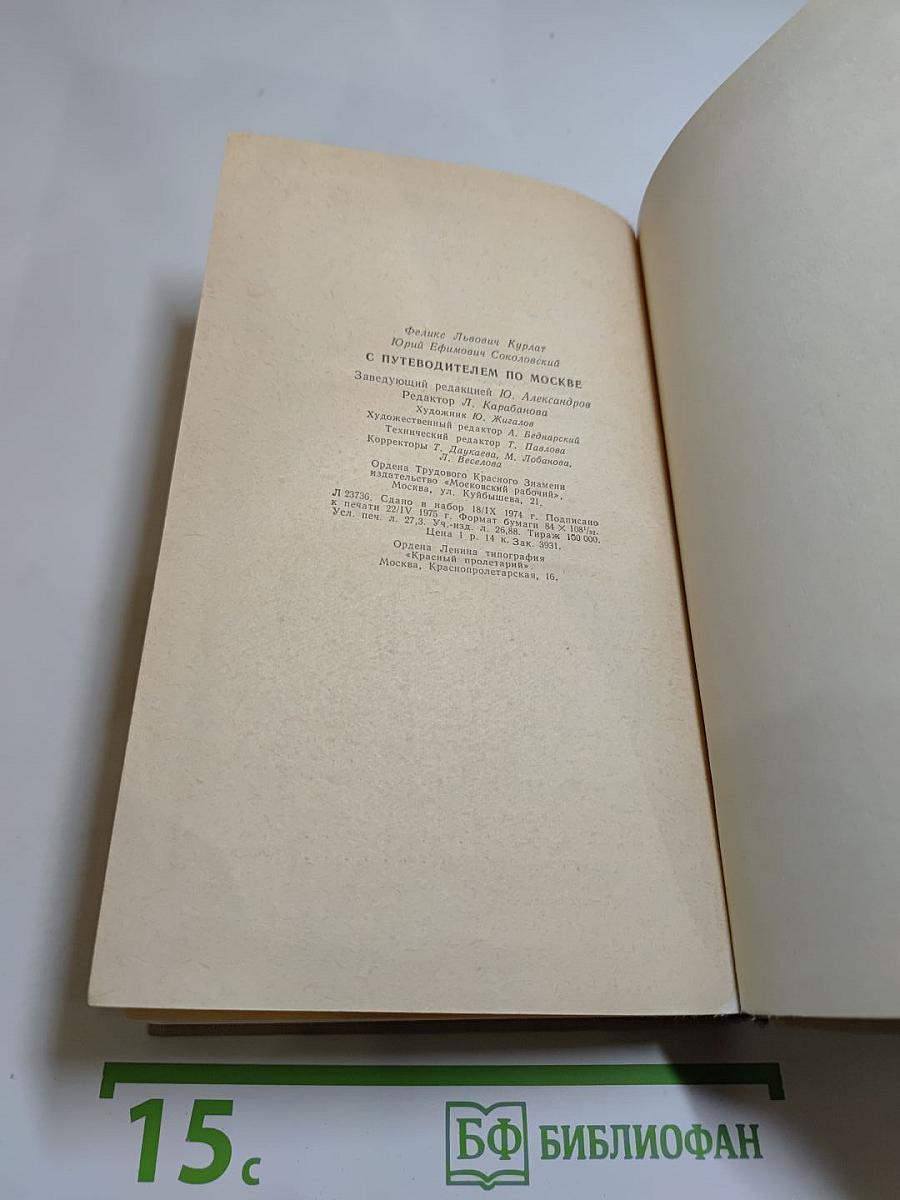 Феликс Львович Курлат
Юрий Ефимович Соколовский
С ПУТЕВОДИТЕЛЕМ ПО МОСКВЕ
Заведующий редакцией Ю. Александров
Редактор Л. Карабанова
Художник Ю. Жигалов
Художественный редактор А. Беднарский
Технический редактор Т. Павлова
Корректоры Т. Даукаева, М. Лобанова,
Л. Веселова
Ордена Трудового Красного Знамени
издательство «Московский рабочий»,
Москва, ул. Куйбышева, 21.
Л 23736. Сдано в набор 18/IX 1974 г. Подписано
к печати 22/IV 1975 г. Формат бумаги 84 × 108¹/₃₂.
Усл. печ. л. 27,3. Уч.-изд. л. 26,88. Тираж 150 000.
Цена 1 р. 14 к. Зак. 3931.
Ордена Ленина типография
«Красный пролетарий».
Москва, Краснопролетарская, 16.
15 с
БФ БИБЛИОФАН